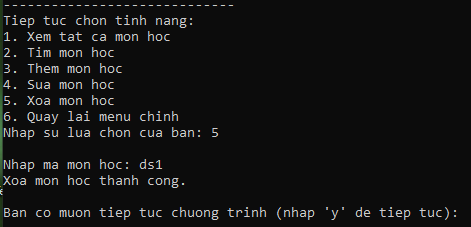 -----------------------------
Tiep tuc chon tinh nang:
1. Xem tat ca mon hoc
2. Tim mon hoc
3. Them mon hoc
4. Sua mon hoc
5. Xoa mon hoc
6. Quay lai menu chinh
Nhap su lua chon cua ban: 5
Nhap ma mon hoc: ds1
Xoa mon hoc thanh cong.
Ban co muon tiep tuc chuong trinh (nhap 'y' de tiep tuc):